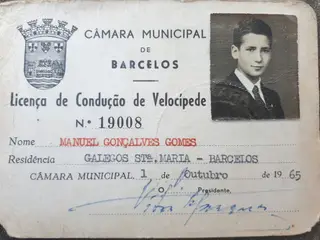 CÂMARA MUNICIPAL
DE
BARCELOS
Licença de Condução de Velocípede
N.º 19008
Nome MANUEL GONÇALVES GOMES
Residência GALEGOS STª. MARIA - BARCELOS
CÂMARA MUNICIPAL, 1 de Outubro de 1965
O Presidente,